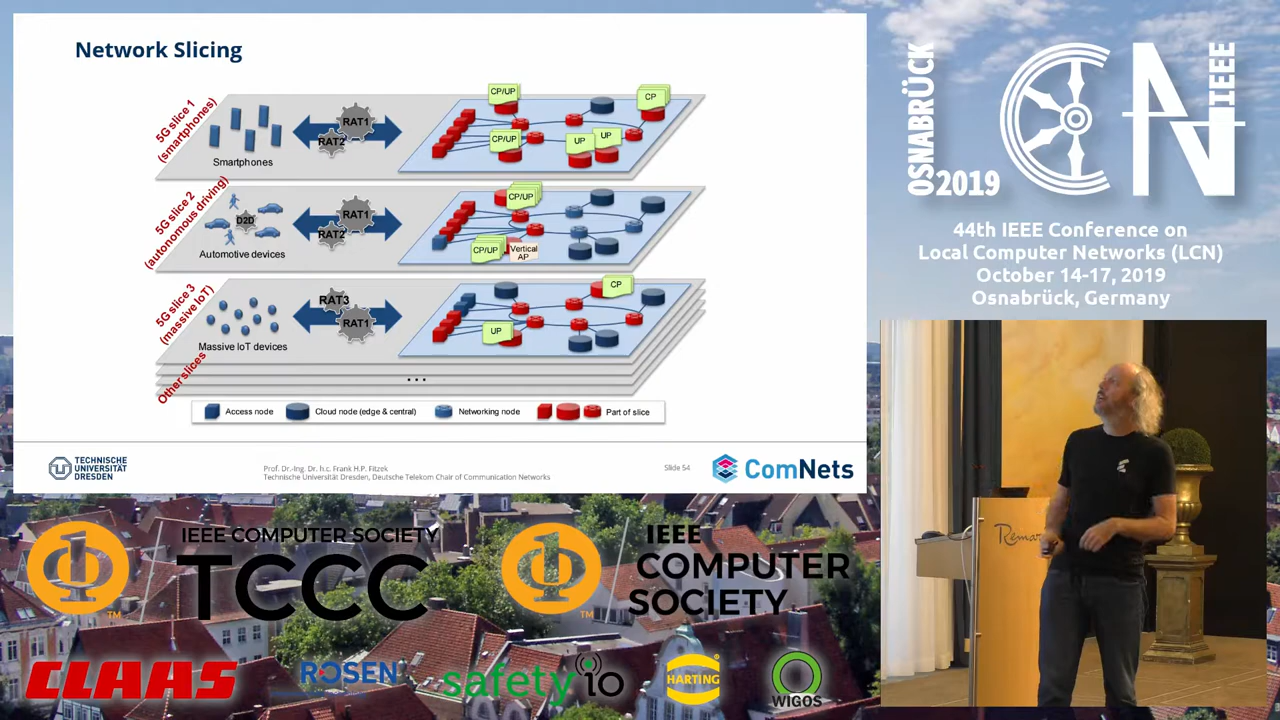 Network Slicing
5G slice 1
(smartphones)
Smartphones
RAT1
RAT2
CP/UP
CP
CP/UP
UP
UP
5G slice 2
(autonomous driving)
D2D
Automotive devices
RAT1
RAT2
CP/UP
CP/UP
Vertical
AP
5G slice 3
(massive IoT)
Massive IoT devices
RAT3
RAT1
CP
UP
Other slices
...
Access node
Cloud node (edge & central)
Networking node
Part of slice
TECHNISCHE
UNIVERSITÄT
DRESDEN
Prof. Dr.-Ing. Dr. h.c. Frank H.P. Fitzek
Technische Universität Dresden, Deutsche Telekom Chair of Communication Networks
Slide 54
ComNets
OSNABRÜCK
2019
LCN
IEEE
44th IEEE Conference on
Local Computer Networks (LCN)
October 14-17, 2019
Osnabrück, Germany
IEEE COMPUTER SOCIETY
TCCC
TM
IEEE
COMPUTER
SOCIETY
TM
CLAAS
ROSEN
safety io
HARTING
WIGOS